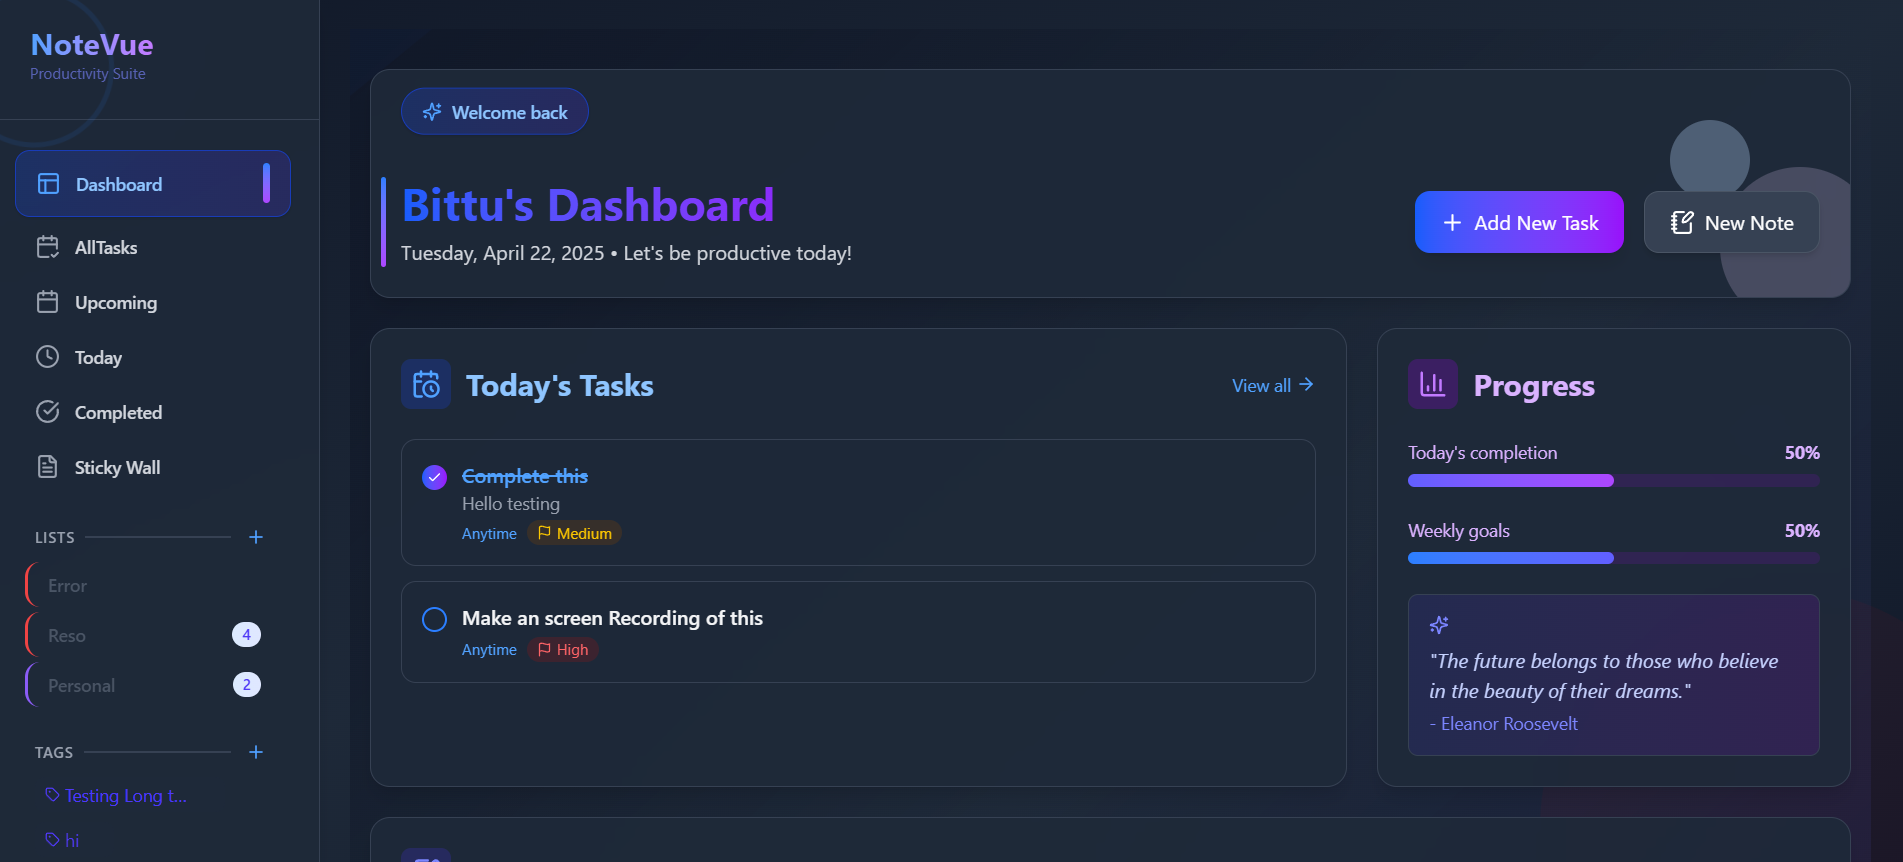 NoteVue
Productivity Suite
Dashboard
AllTasks
Upcoming
Today
Completed
Sticky Wall
LISTS
Error
Reso 4
Personal 2
TAGS
Testing Long t...
hi
Welcome back
Bittu's Dashboard
Tuesday, April 22, 2025 • Let's be productive today!
Add New Task
New Note
Today's Tasks
View all
Complete this
Hello testing
Anytime Medium
Make an screen Recording of this
Anytime High
Progress
Today's completion 50%
Weekly goals 50%
"The future belongs to those who believe
in the beauty of their dreams."
- Eleanor Roosevelt